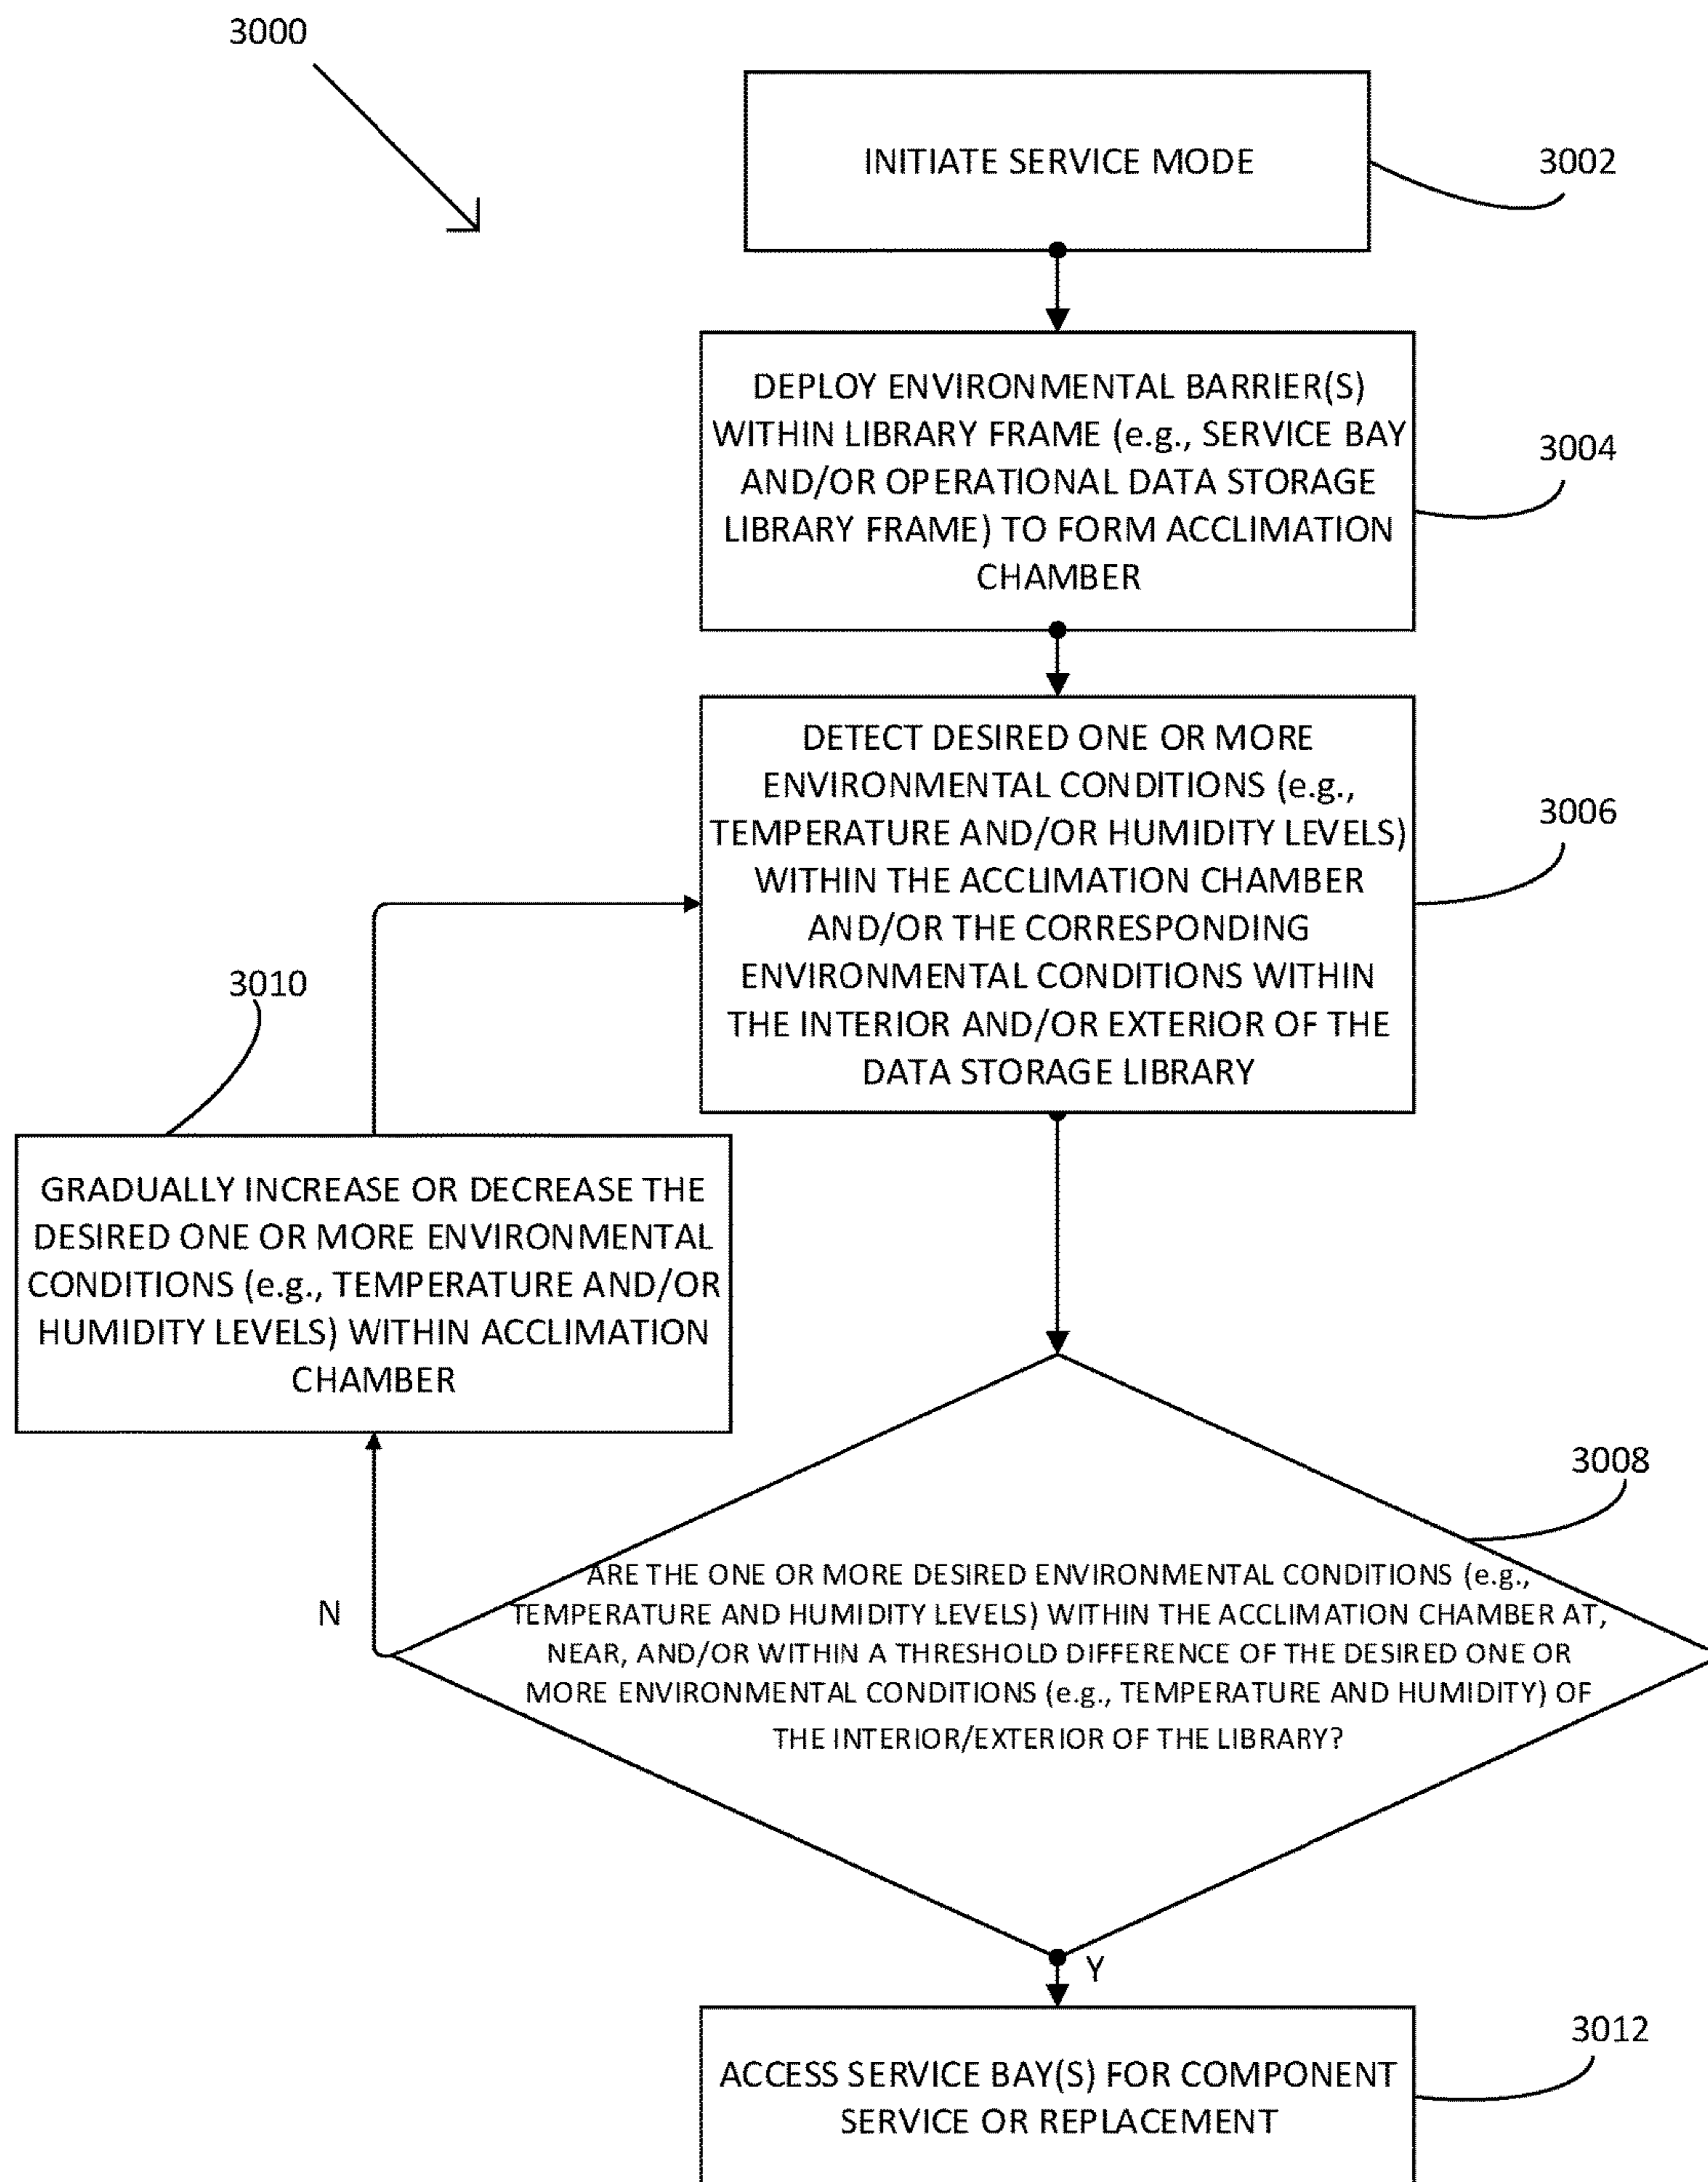 3000
INITIATE SERVICE MODE
3002
DEPLOY ENVIRONMENTAL BARRIER(S)
WITHIN LIBRARY FRAME (e.g., SERVICE BAY
AND/OR OPERATIONAL DATA STORAGE
LIBRARY FRAME) TO FORM ACCLIMATION
CHAMBER
3004
DETECT DESIRED ONE OR MORE
ENVIRONMENTAL CONDITIONS (e.g.,
TEMPERATURE AND/OR HUMIDITY LEVELS)
WITHIN THE ACCLIMATION CHAMBER
AND/OR THE CORRESPONDING
ENVIRONMENTAL CONDITIONS WITHIN
THE INTERIOR AND/OR EXTERIOR OF THE
DATA STORAGE LIBRARY
3006
3010
GRADUALLY INCREASE OR DECREASE THE
DESIRED ONE OR MORE ENVIRONMENTAL
CONDITIONS (e.g., TEMPERATURE AND/OR
HUMIDITY LEVELS) WITHIN ACCLIMATION
CHAMBER
3008
ARE THE ONE OR MORE DESIRED ENVIRONMENTAL CONDITIONS (e.g.,
TEMPERATURE AND HUMIDITY LEVELS) WITHIN THE ACCLIMATION CHAMBER AT,
NEAR, AND/OR WITHIN A THRESHOLD DIFFERENCE OF THE DESIRED ONE OR
MORE ENVIRONMENTAL CONDITIONS (e.g., TEMPERATURE AND HUMIDITY) OF
THE INTERIOR/EXTERIOR OF THE LIBRARY?
N
Y
ACCESS SERVICE BAY(S) FOR COMPONENT
SERVICE OR REPLACEMENT
3012